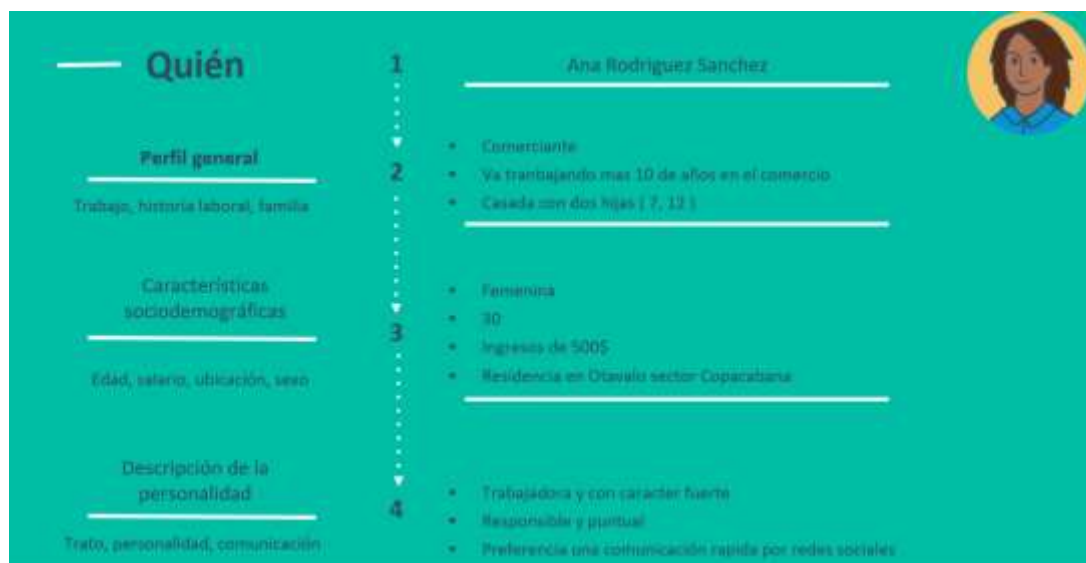 Quién
1
Ana Rodriguez Sanchez
Perfil general
Trabajo, historia laboral, familia
2
Comerciante
Va tranbajando mas 10 de años en el comercio
Casada con dos hijas ( 7, 12 )
Características
sociodemográficas
Edad, salario, ubicación, sexo
3
Femenina
30
Ingresos de 500$
Residencia en Otavalo sector Copacabana
Descripción de la
personalidad
Trato, personalidad, comunicación
4
Trabajadora y con caracter fuerte
Responsible y puntual
Preferencia una comunicación rapida por redes sociales